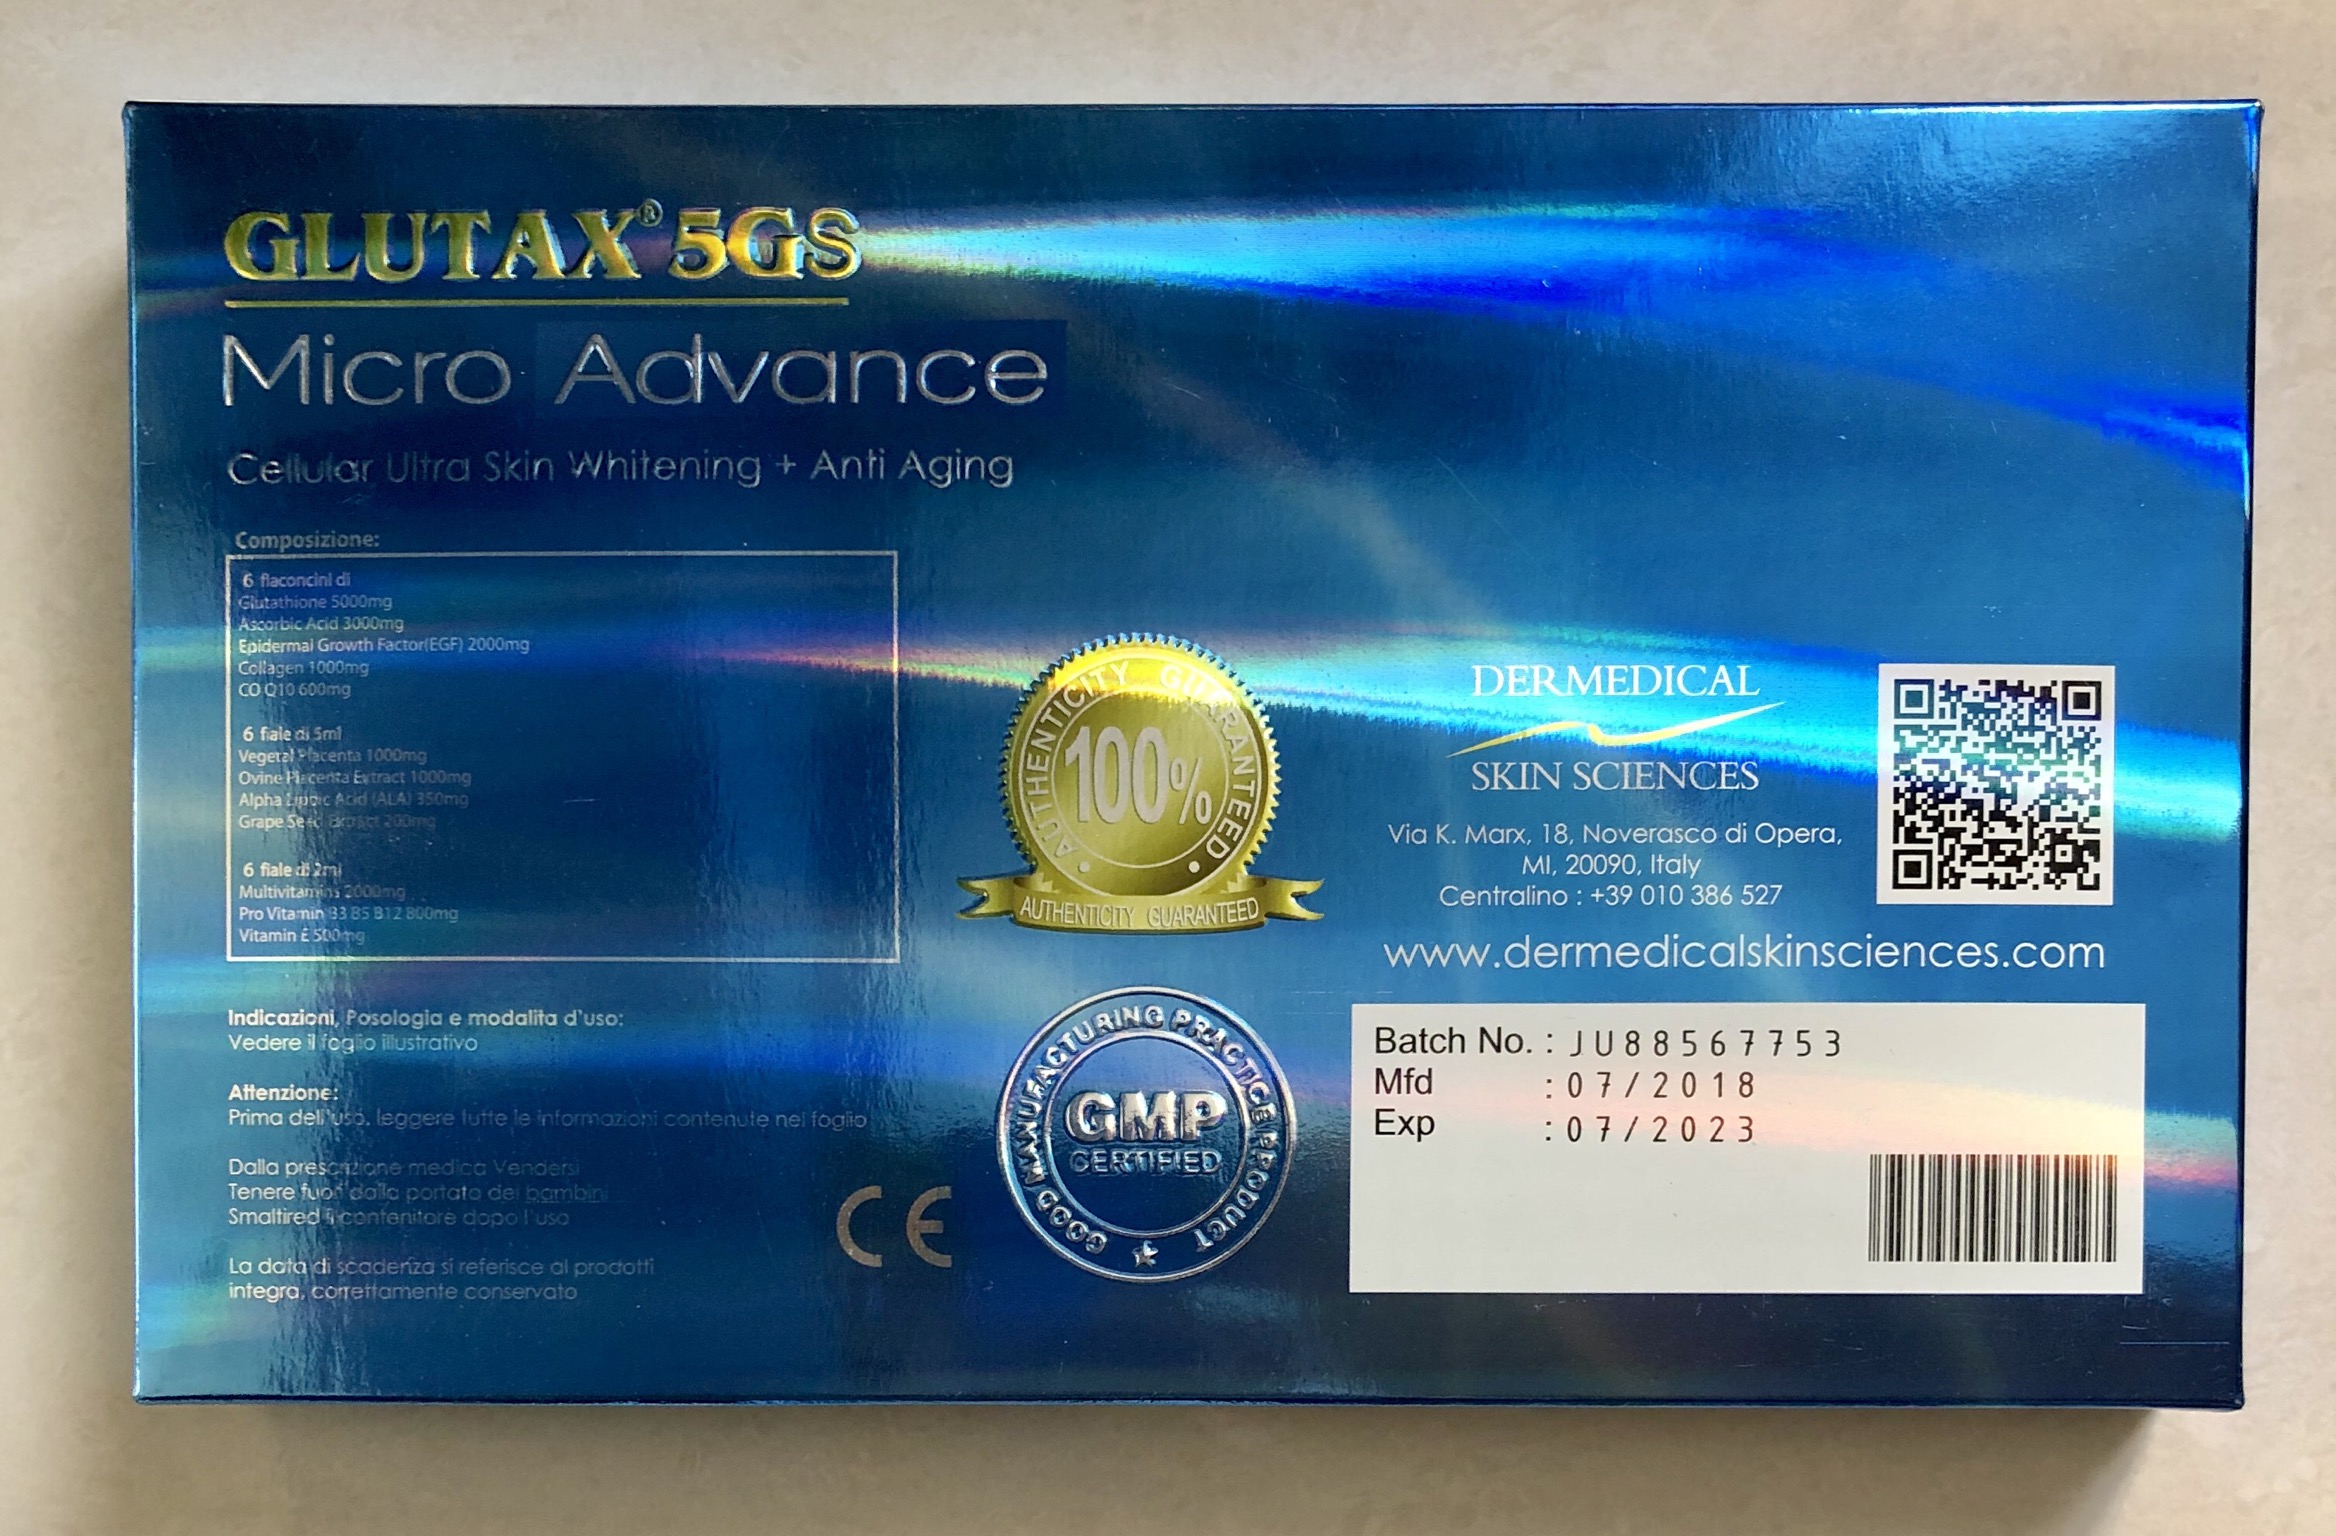 GLUTAX® 5GS
Micro Advance
Cellular Ultra Skin Whitening + Anti Aging
Composizione:
6 flaconcini di
Glutathione 5000mg
Ascorbic Acid 3000mg
Epidermal Growth Factor(EGF) 2000mg
Collagen 1000mg
CO Q10 600mg
6 fiale di 5ml
Vegetal Placenta 1000mg
Ovine Placenta Extract 1000mg
Alpha Lipoic Acid (ALA) 350mg
Grape Seed Extract 200mg
6 fiale di 2ml
Multivitamins 2000mg
Pro Vitamin B3 B5 B12 800mg
Vitamin E 500mg
Indicazioni, Posologia e modalita d'uso:
Vedere il foglio illustrativo
Attenzione:
Prima dell'uso, leggere tutte le informazioni contenute nel foglio
Dalla prescrizione medica Vendersi
Tenere fuori dalla portata dei bambini
Smaltired il contenitore dopo l'uso
La data di scadenza si referisce al prodotti
integra, correttamente conservato
CE
• AUTHENTICITY GUARANTEED •
100%
AUTHENTICITY GUARANTEED
GOOD MANUFACTURING PRACTICE PRODUCT
GMP
CERTIFIED
DERMEDICAL
SKIN SCIENCES
Via K. Marx, 18, Noverasco di Opera,
MI, 20090, Italy
Centralino : +39 010 386 527
www.dermedicalskinsciences.com
Batch No. : JU88567753
Mfd : 07/2018
Exp : 07/2023